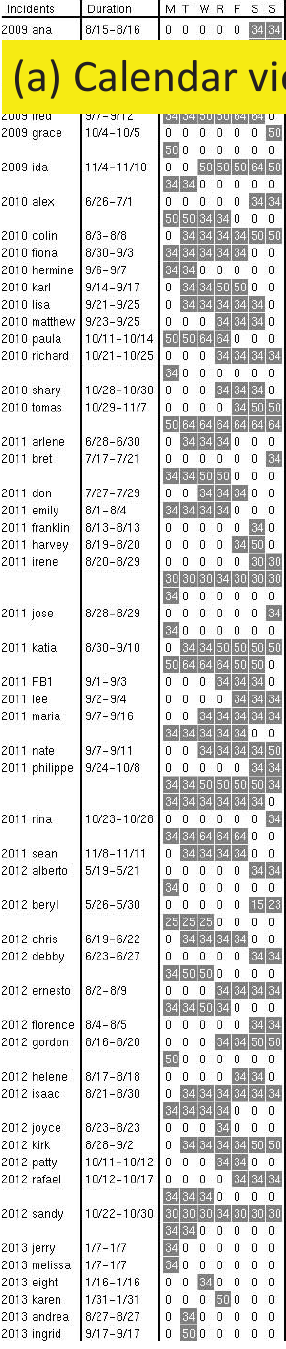 Incidents Duration M T W R F S S
2009 ana 8/15-8/16 0 0 0 0 0 34 34
(a) Calendar vi
2009 fred 9/7-9/12 34 34 50 50 64 64 0
2009 grace 10/4-10/5 0 0 0 0 0 0 50
50 0 0 0 0 0 0
2009 ida 11/4-11/10 0 0 50 50 50 64 50
34 34 0 0 0 0 0
2010 alex 6/26-7/1 0 0 0 0 0 34 34
50 50 34 34 0 0 0
2010 colin 8/3-8/8 0 34 34 34 34 50 50
2010 fiona 8/30-9/3 34 34 34 34 34 0 0
2010 hermine 9/6-9/7 34 34 0 0 0 0 0
2010 karl 9/14-9/17 0 34 34 50 50 0 0
2010 lisa 9/21-9/25 0 34 34 34 34 34 0
2010 matthew 9/23-9/25 0 0 0 34 34 34 0
2010 paula 10/11-10/14 50 50 64 64 0 0 0
2010 richard 10/21-10/25 0 0 0 34 34 34 34
34 0 0 0 0 0 0
2010 shary 10/28-10/30 0 0 0 34 34 34 0
2010 tomas 10/29-11/7 0 0 0 0 34 50 50
50 64 64 64 64 64 64
2011 arlene 6/28-6/30 0 34 34 34 0 0 0
2011 bret 7/17-7/21 0 0 0 0 0 0 34
34 34 50 50 0 0 0
2011 don 7/27-7/29 0 0 34 34 34 0 0
2011 emily 8/1-8/4 34 34 34 34 0 0 0
2011 franklin 8/13-8/13 0 0 0 0 0 34 0
2011 harvey 8/19-8/20 0 0 0 0 34 50 0
2011 irene 8/20-8/29 0 0 0 0 0 30 30
30 30 30 34 30 30 30
34 0 0 0 0 0 0
2011 jose 8/28-8/29 0 0 0 0 0 0 34
34 0 0 0 0 0 0
2011 katia 8/30-9/10 0 34 34 50 50 50 50
50 64 64 64 50 50 0
2011 FB1 9/1-9/3 0 0 0 34 34 34 0
2011 lee 9/2-9/4 0 0 0 0 34 34 34
2011 maria 9/7-9/16 0 0 34 34 34 34 34
34 34 34 34 34 0 0
2011 nate 9/7-9/11 0 0 34 34 34 34 50
2011 philippe 9/24-10/8 0 0 0 0 0 34 34
34 34 50 50 50 50 34
34 34 34 34 34 34 0
2011 rina 10/23-10/28 0 0 0 0 0 0 34
34 34 64 64 64 0 0
2011 sean 11/8-11/11 0 34 34 34 34 0 0
2012 alberto 5/19-5/21 0 0 0 0 0 34 34
34 0 0 0 0 0 0
2012 beryl 5/26-5/30 0 0 0 0 0 15 23
25 25 25 0 0 0 0
2012 chris 6/19-6/22 0 34 34 34 34 0 0
2012 debby 6/23-6/27 0 0 0 0 0 34 34
34 50 50 0 0 0 0
2012 ernesto 8/2-8/9 0 0 0 34 34 34 34
34 34 50 34 0 0 0
2012 florence 8/4-8/5 0 0 0 0 0 34 34
2012 gordon 8/16-8/20 0 0 0 34 34 50 50
50 0 0 0 0 0 0
2012 helene 8/17-8/18 0 0 0 0 34 34 0
2012 isaac 8/21-8/30 0 34 34 34 34 34 34
34 34 34 34 0 0 0
2012 joyce 8/23-8/23 0 0 0 34 0 0 0
2012 kirk 8/28-9/2 0 34 34 34 34 50 50
2012 patty 10/11-10/12 0 0 0 34 34 0 0
2012 rafael 10/12-10/17 0 0 0 0 34 34 34
34 34 34 0 0 0 0
2012 sandy 10/22-10/30 30 30 30 34 30 30 30
34 34 0 0 0 0 0
2013 jerry 1/7-1/7 34 0 0 0 0 0 0
2013 melissa 1/7-1/7 34 0 0 0 0 0 0
2013 eight 1/16-1/16 0 0 34 0 0 0 0
2013 karen 1/31-1/31 0 0 0 50 0 0 0
2013 andrea 8/27-8/27 0 34 0 0 0 0 0
2013 ingrid 9/17-9/17 0 50 0 0 0 0 0